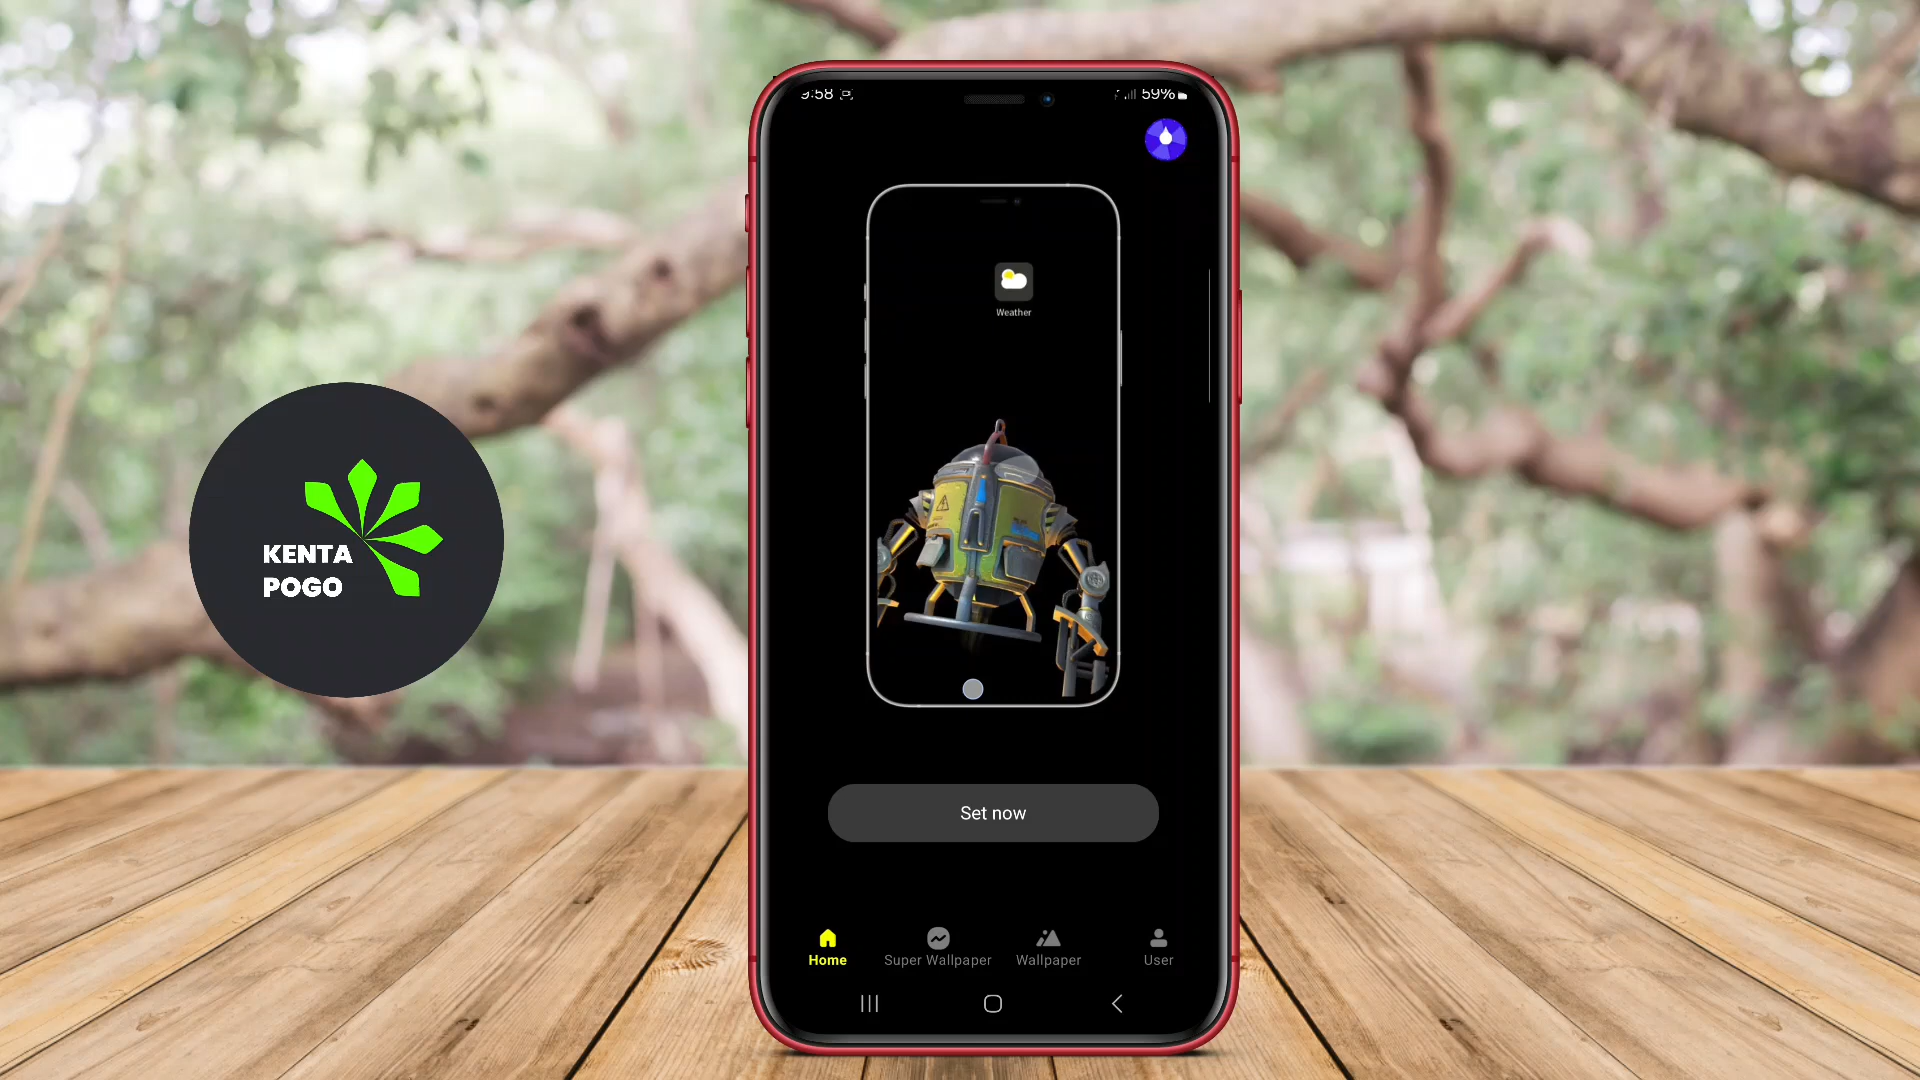 KENTA
POGO
9:58
59%
Weather
Set now
Home
Super Wallpaper
Wallpaper
User